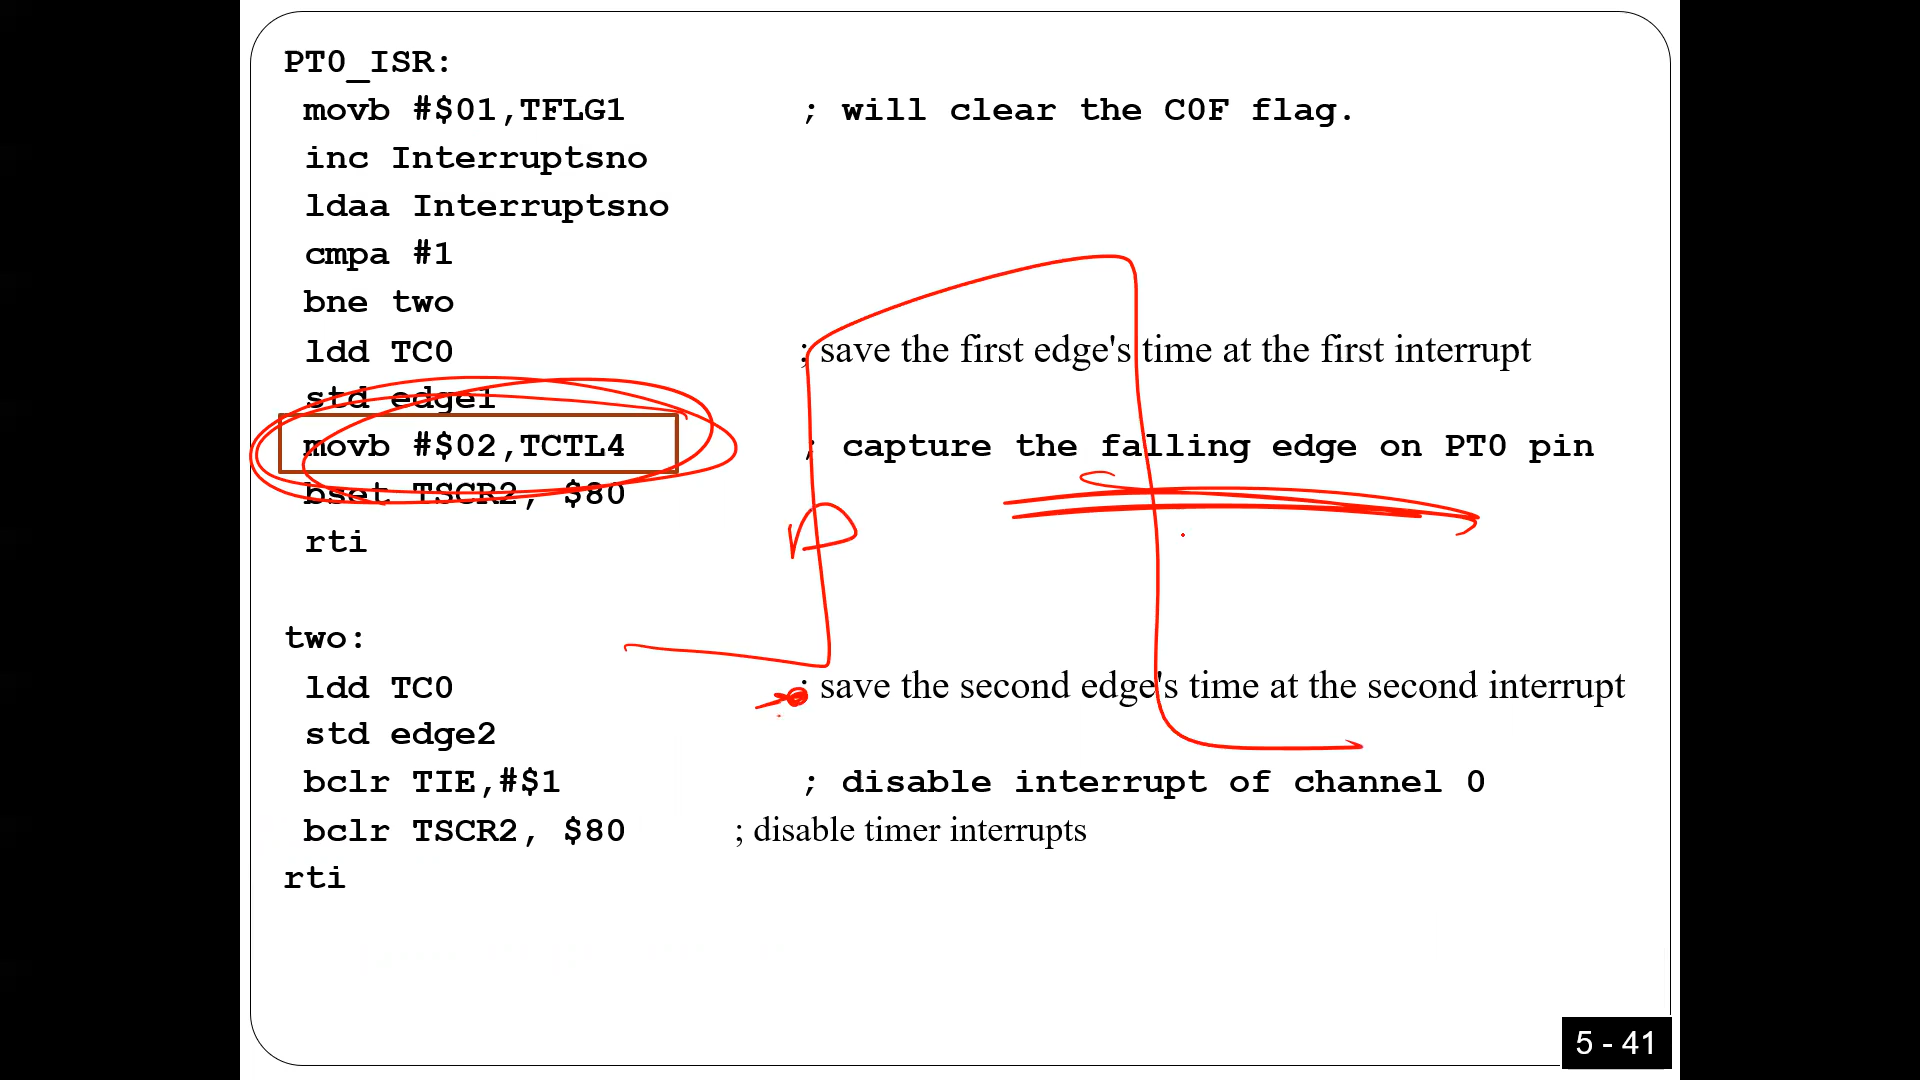 PT0_ISR:
movb #$01,TFLG1 ; will clear the C0F flag.
inc Interruptsno
ldaa Interruptsno
cmpa #1
bne two
ldd TC0 ; save the first edge's time at the first interrupt
std edge1
movb #$02,TCTL4 ; capture the falling edge on PT0 pin
bset TSCR2, $80
rti
two:
ldd TC0 ; save the second edge's time at the second interrupt
std edge2
bclr TIE,#$1 ; disable interrupt of channel 0
bclr TSCR2, $80 ; disable timer interrupts
rti
5 - 41